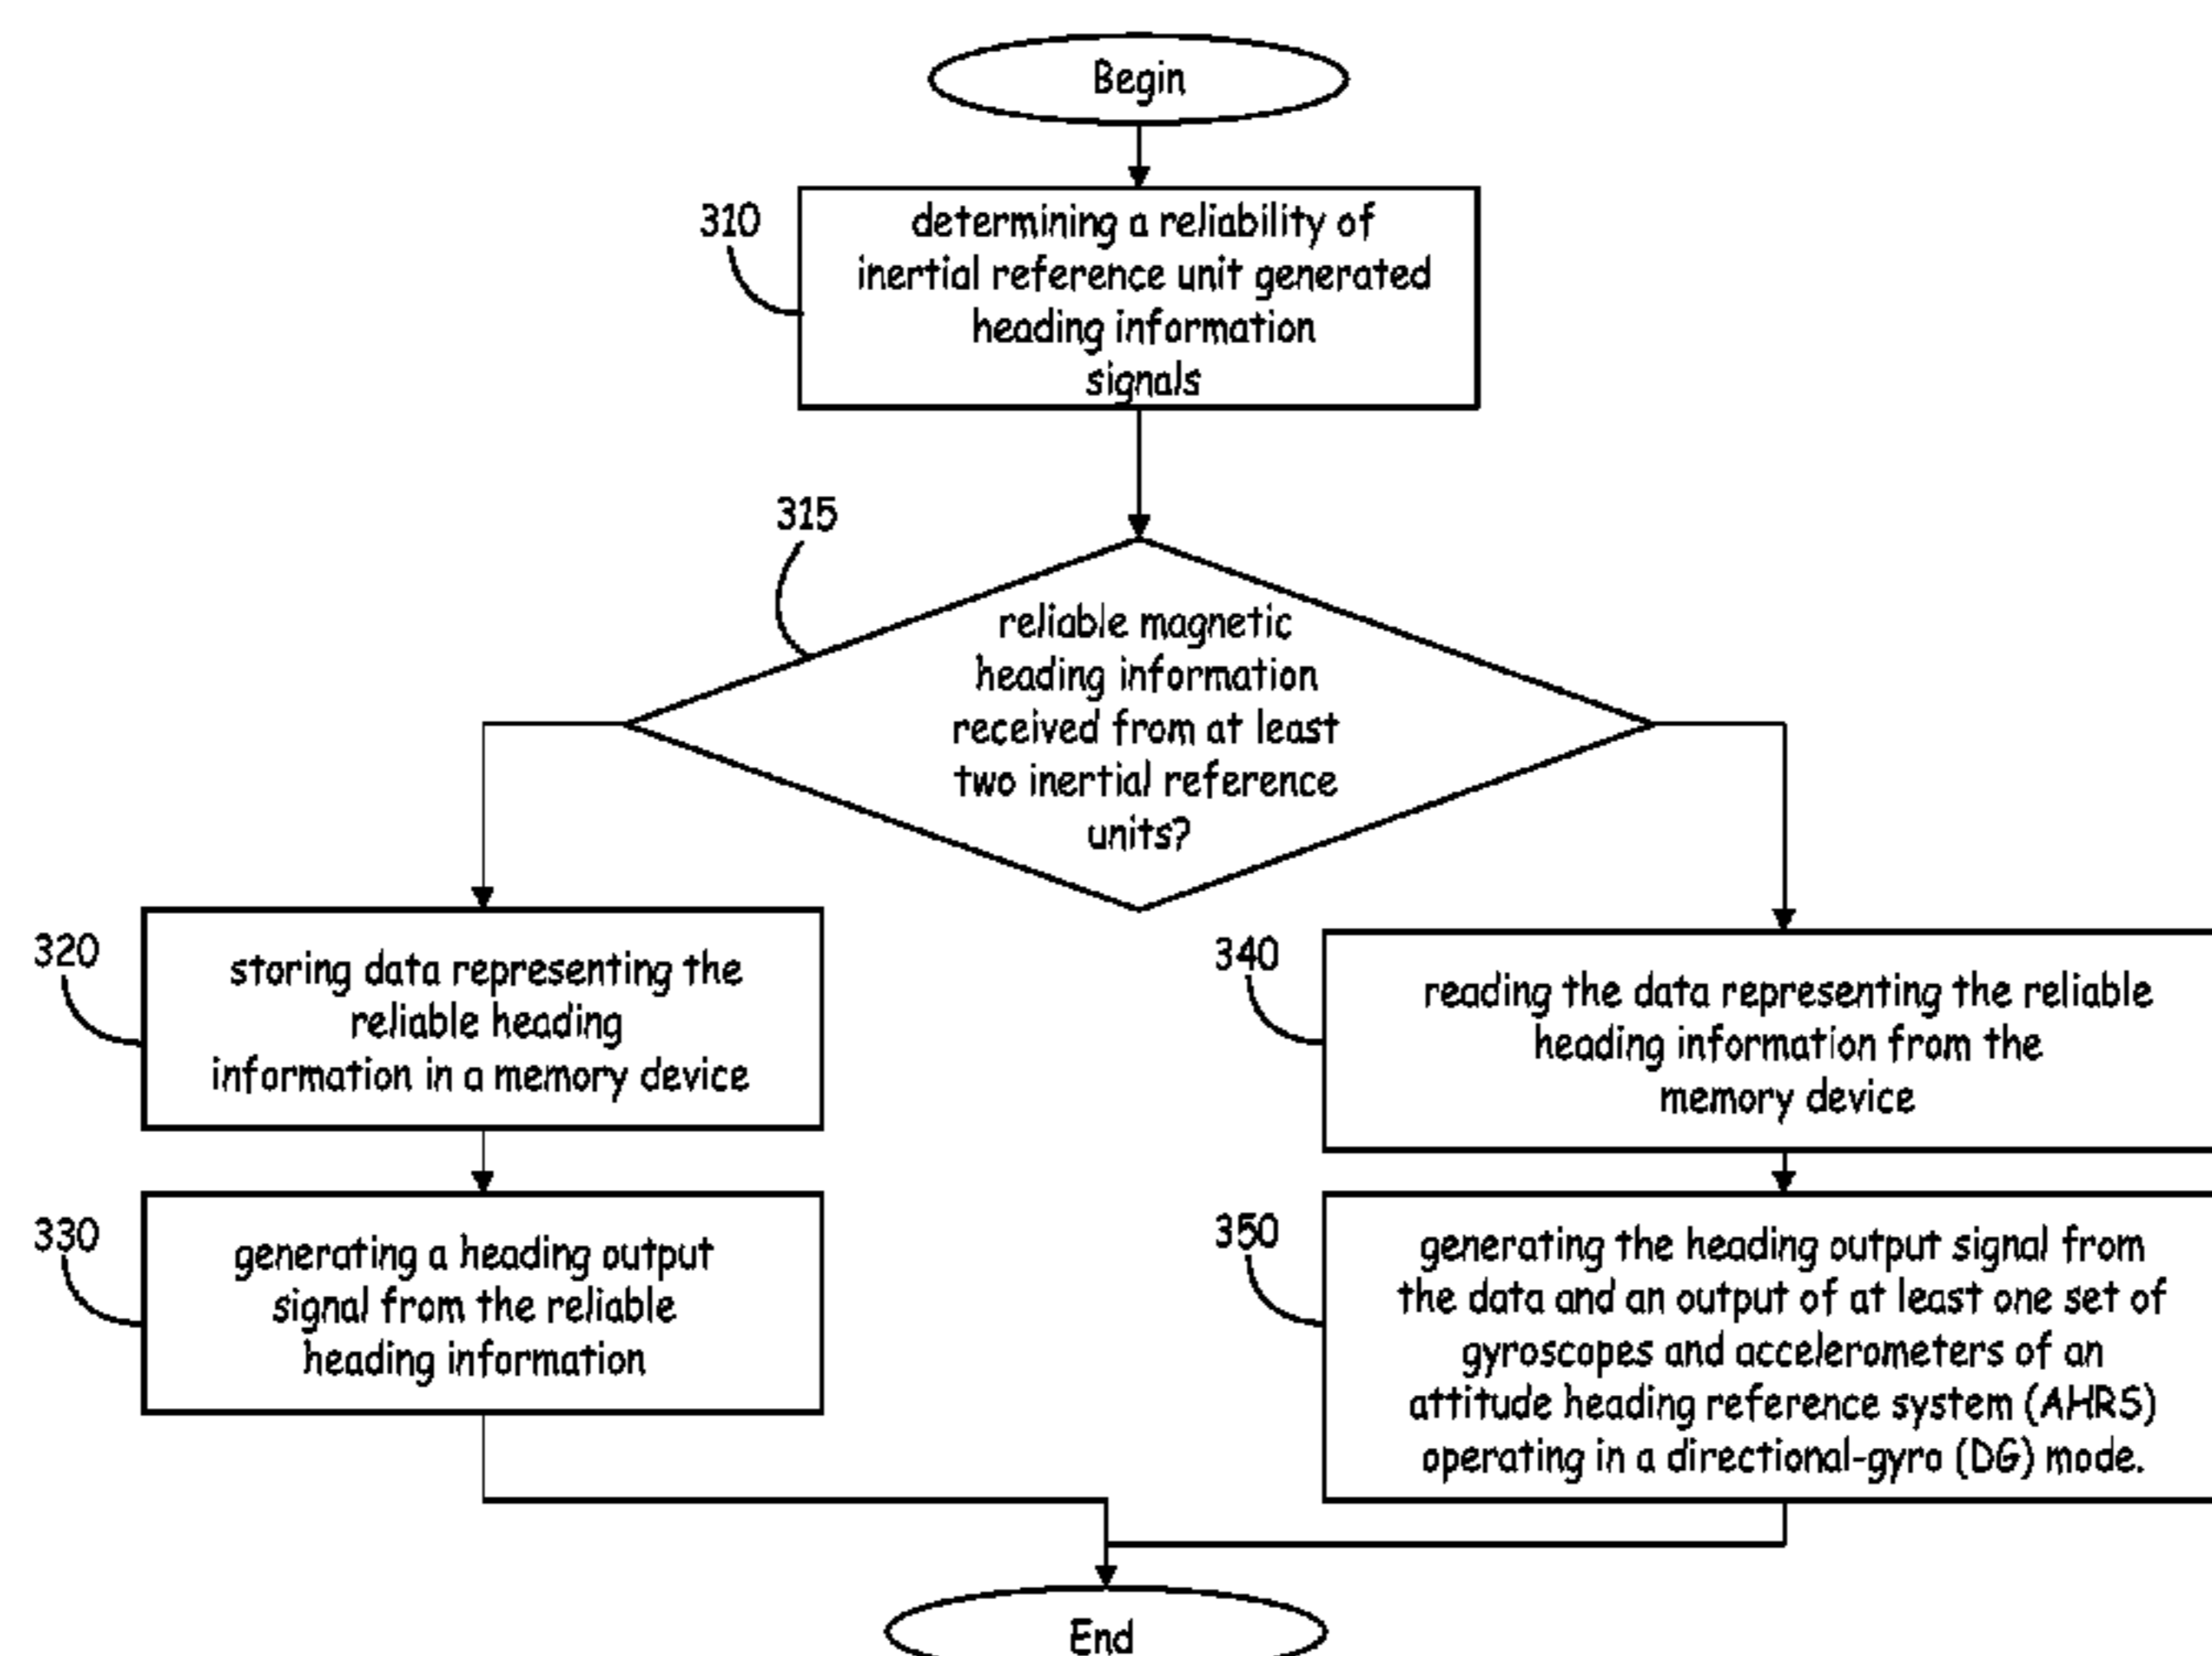 Begin
310
determining a reliability of
inertial reference unit generated
heading information
signals
315
reliable magnetic
heading information
received from at least
two inertial reference
units?
320
storing data representing the
reliable heading
information in a memory device
340
reading the data representing the reliable
heading information from the
memory device
330
generating a heading output
signal from the reliable
heading information
350
generating the heading output signal from
the data and an output of at least one set of
gyroscopes and accelerometers of an
attitude heading reference system (AHRS)
operating in a directional-gyro (DG) mode.
End